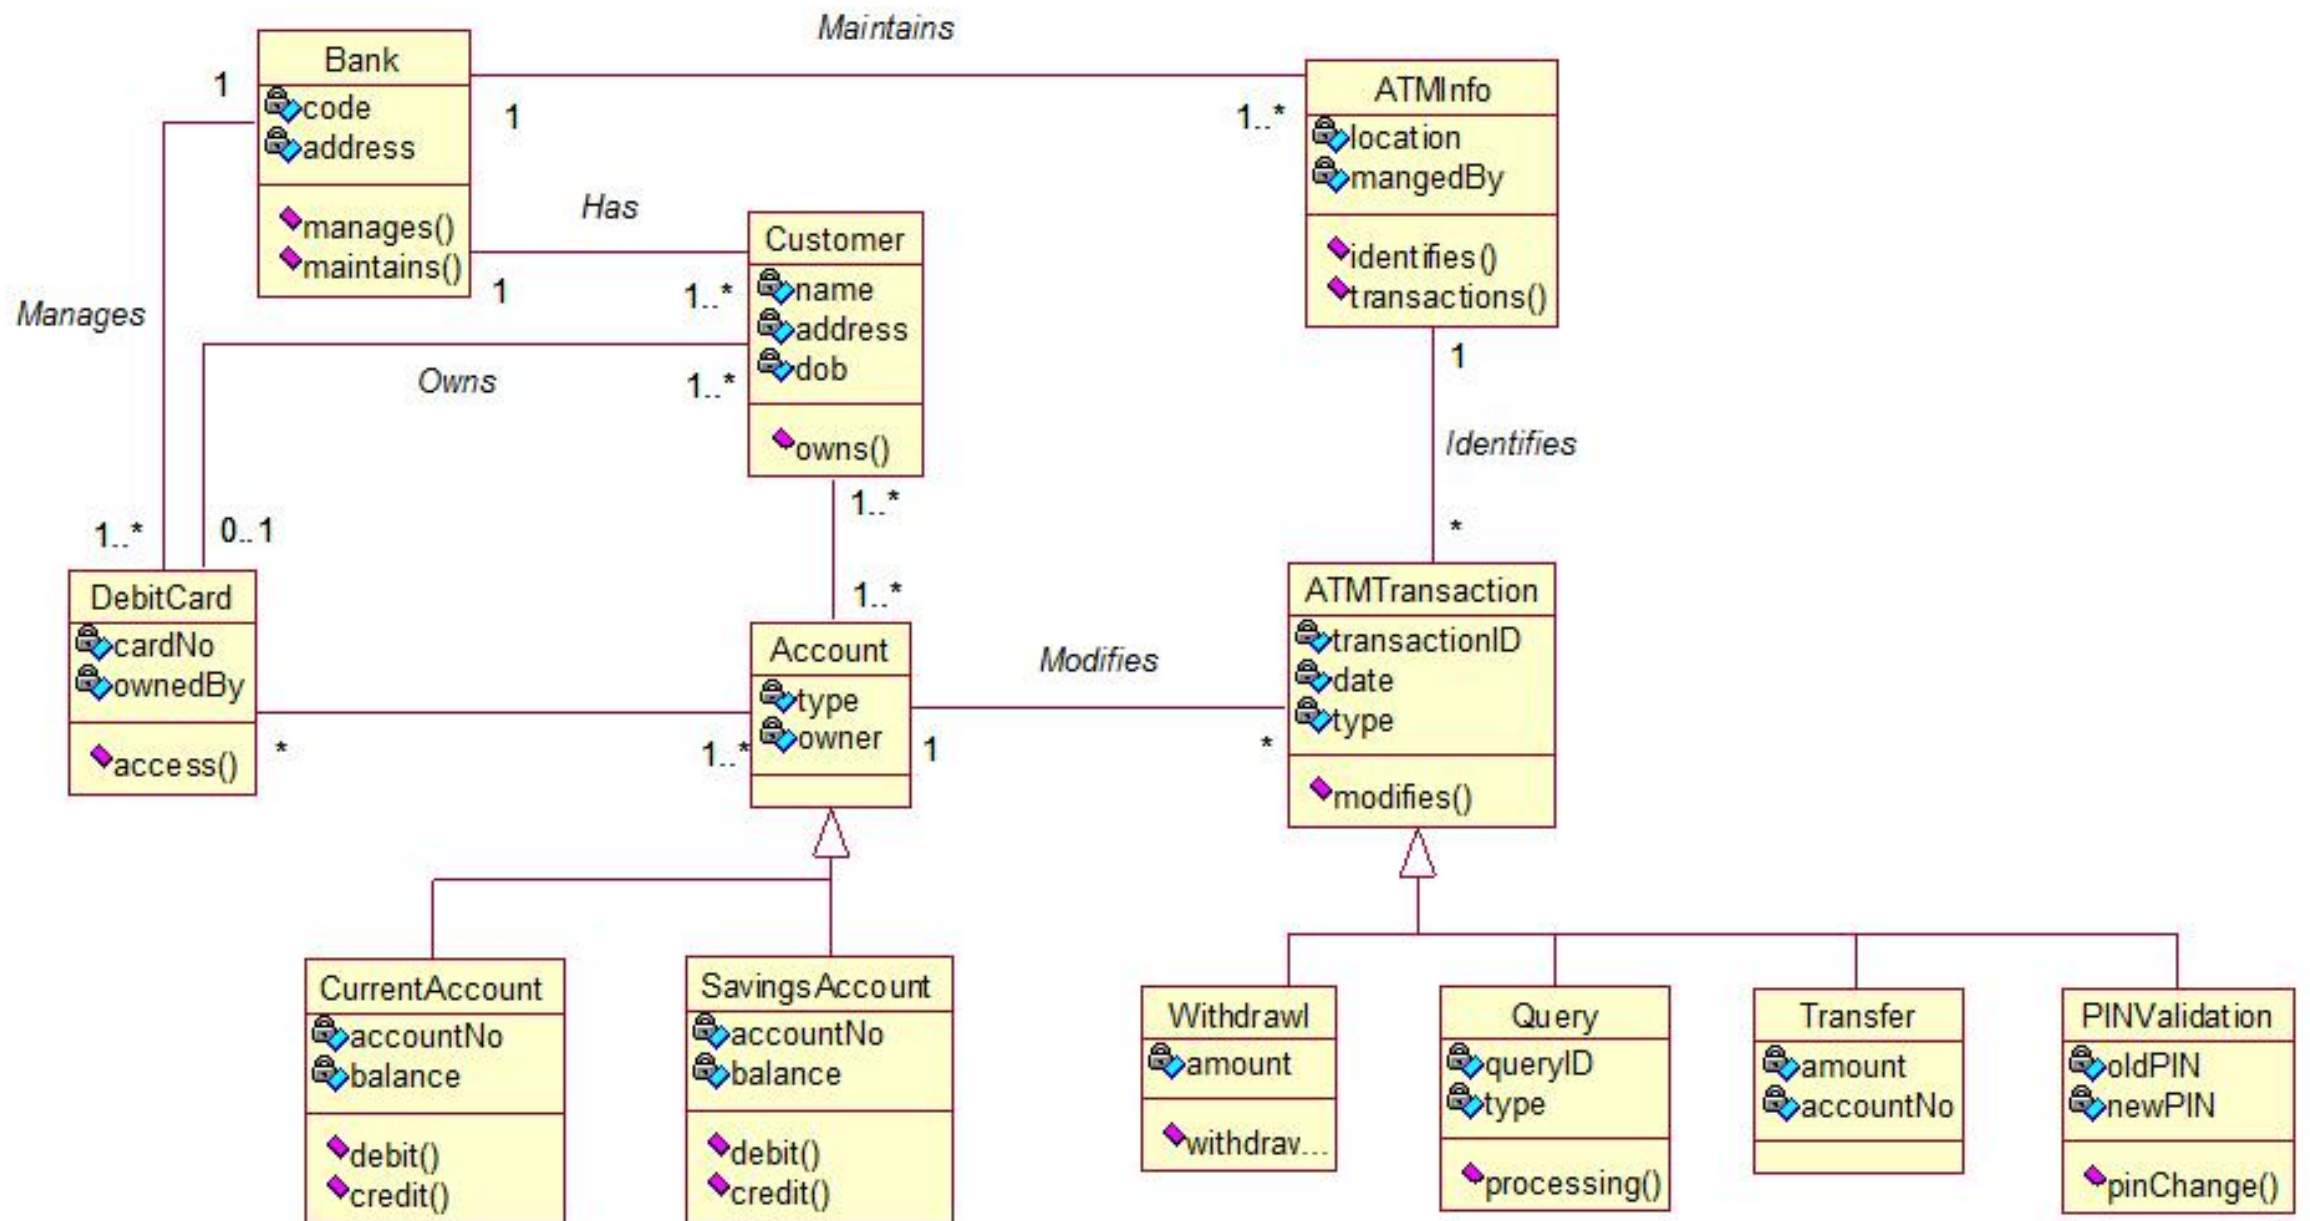 Maintains
Bank
code
address
manages()
maintains()
1
1
1..*
ATMInfo
location
mangedBy
identifies()
transactions()
Has
1
1..*
Customer
name
address
dob
owns()
Manages
Owns
1..*
1..*
0..1
1..*
1..*
1
Identifies
*
DebitCard
cardNo
ownedBy
access()
*
1..*
Account
type
owner
1
Modifies
*
ATMTransaction
transactionID
date
type
modifies()
CurrentAccount
accountNo
balance
debit()
credit()
SavingsAccount
accountNo
balance
debit()
credit()
Withdrawl
amount
withdraw...
Query
queryID
type
processing()
Transfer
amount
accountNo
PINValidation
oldPIN
newPIN
pinChange()